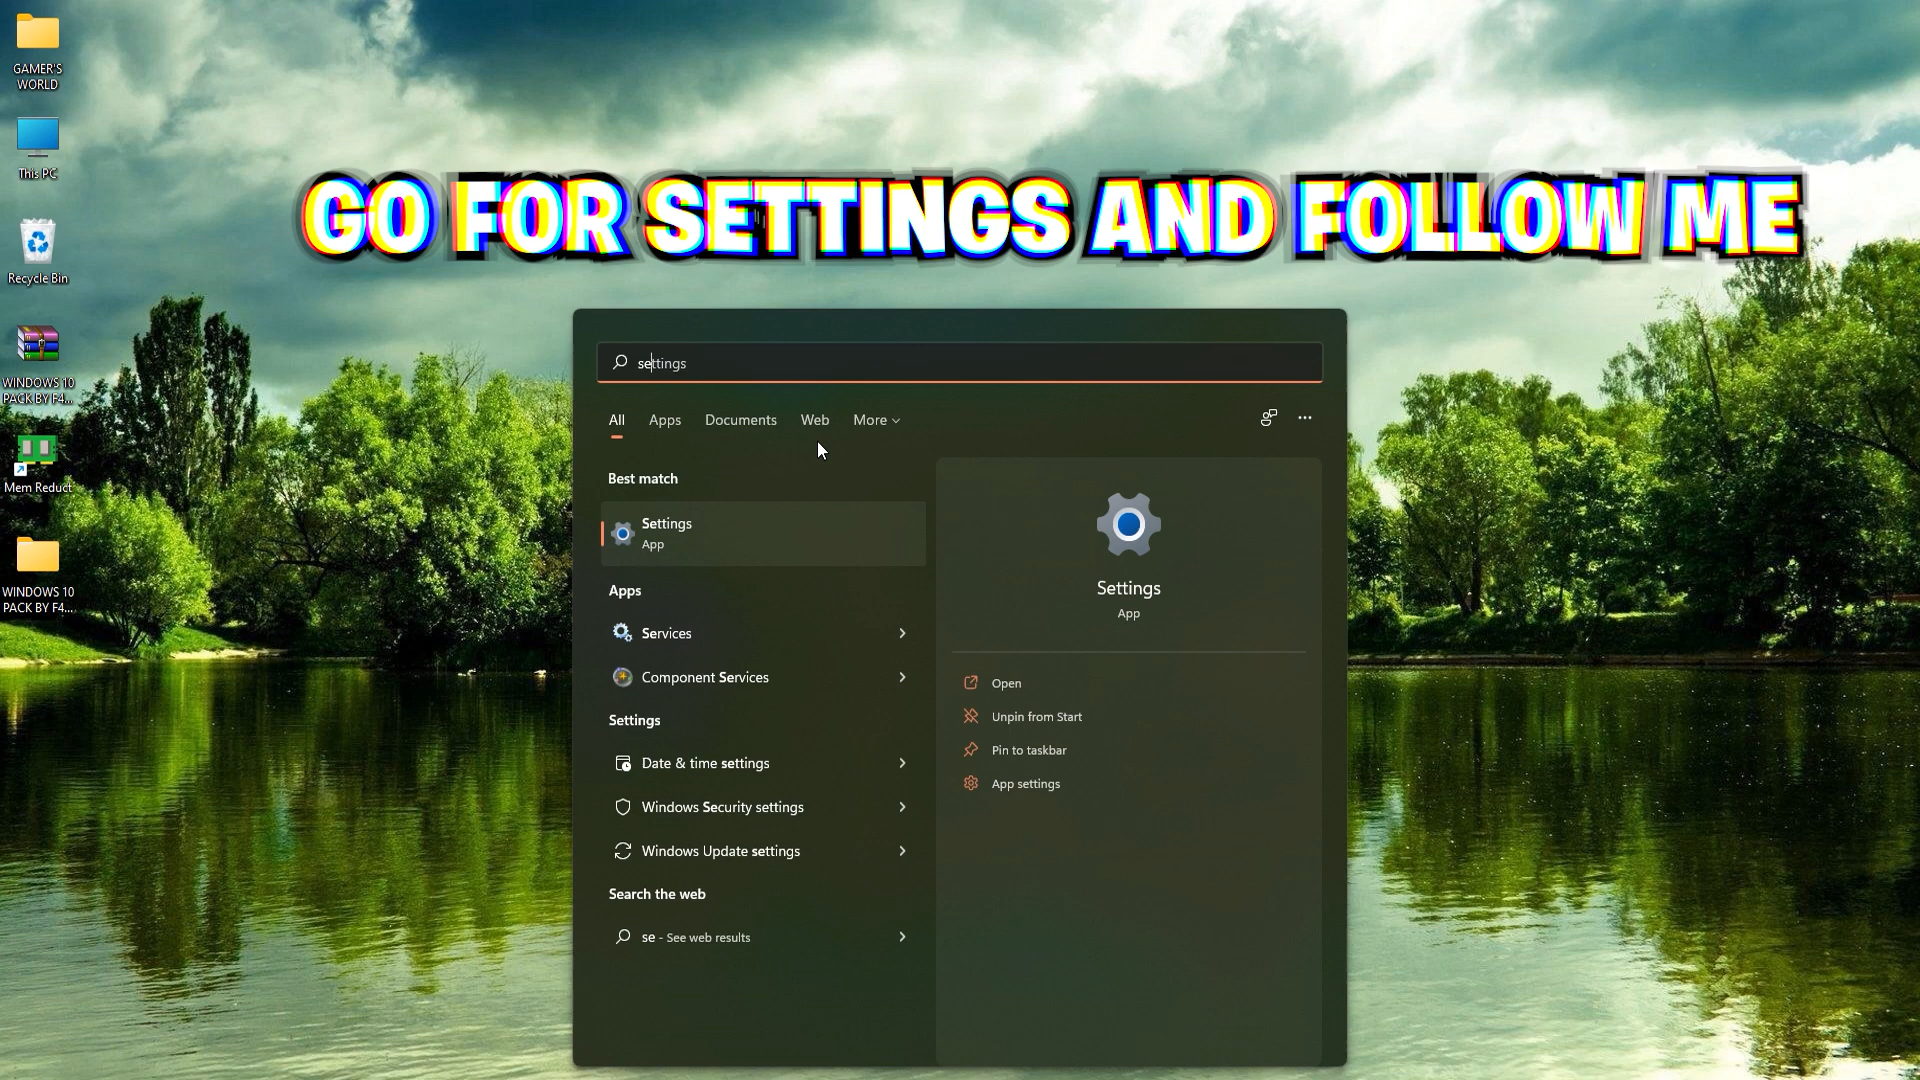 GAMER'S
WORLD
This PC
Recycle Bin
WINDOWS 10
PACK BY F4...
Mem Reduct
WINDOWS 10
PACK BY F4...
GO FOR SETTINGS AND FOLLOW ME
settings
All Apps Documents Web More
Best match
Settings
App
Apps
Services
Component Services
Settings
Date & time settings
Windows Security settings
Windows Update settings
Search the web
se - See web results
Settings
App
Open
Unpin from Start
Pin to taskbar
App settings